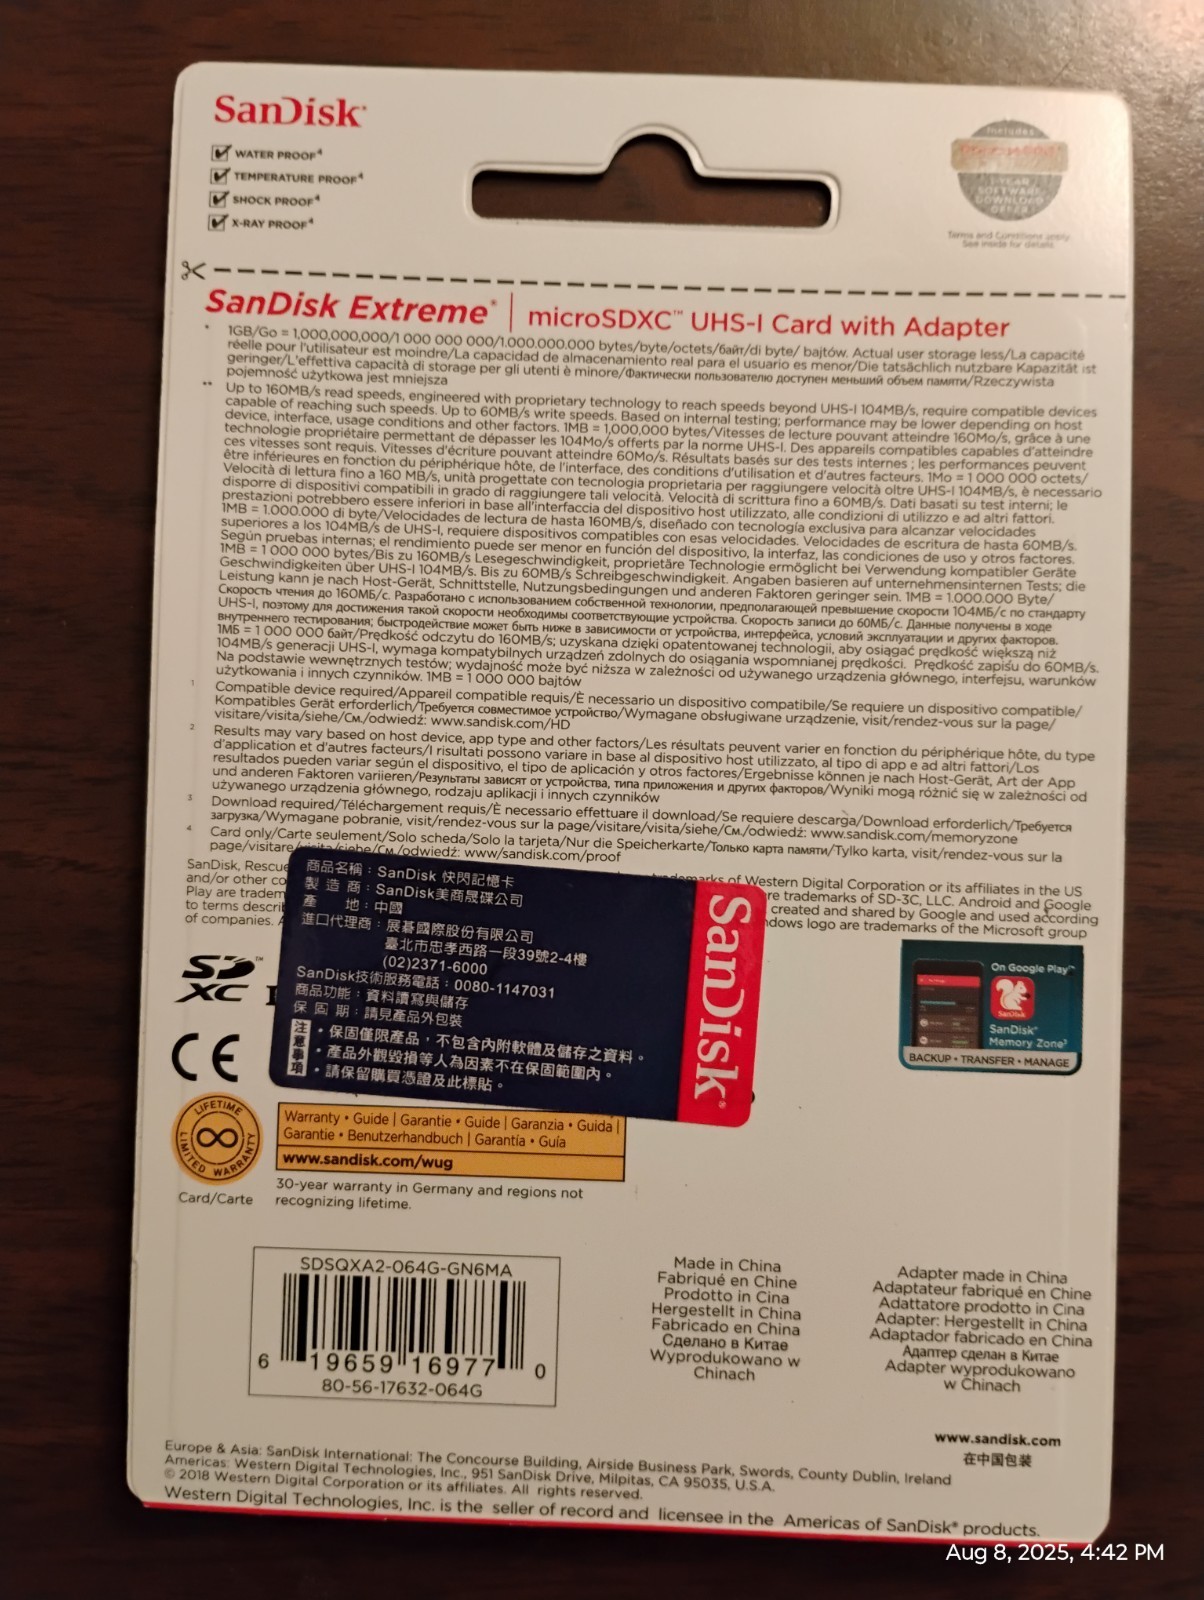 SanDisk
WATER PROOF⁴
TEMPERATURE PROOF⁴
SHOCK PROOF⁴
X-RAY PROOF⁴
Includes
1-YEAR
SOFTWARE
DOWNLOAD
OFFER
Terms and Conditions apply
See inside for details
SanDisk Extreme® | microSDXC™ UHS-I Card with Adapter
* 1GB/Go = 1,000,000,000/1 000 000 000/1.000.000.000 bytes/byte/octets/байт/di byte/ bajtów. Actual user storage less/La capacité
réelle pour l'utilisateur est moindre/La capacidad de almacenamiento real para el usuario es menor/Die tatsächlich nutzbare Kapazität ist
geringer/L'effettiva capacità di storage per gli utenti è minore/Фактически пользователю доступен меньший объем памяти/Rzeczywista
pojemność użytkowa jest mniejsza
** Up to 160MB/s read speeds, engineered with proprietary technology to reach speeds beyond UHS-I 104MB/s, require compatible devices
capable of reaching such speeds. Up to 60MB/s write speeds. Based on internal testing; performance may be lower depending on host
device, interface, usage conditions and other factors. 1MB = 1,000,000 bytes/Vitesses de lecture pouvant atteindre 160Mo/s, grâce à une
technologie propriétaire permettant de dépasser les 104Mo/s offerts par la norme UHS-I. Des appareils compatibles capables d'atteindre
ces vitesses sont requis. Vitesses d'écriture pouvant atteindre 60Mo/s. Résultats basés sur des tests internes ; les performances peuvent
être inférieures en fonction du périphérique hôte, de l'interface, des conditions d'utilisation et d'autres facteurs. 1Mo = 1 000 000 octets/
Velocità di lettura fino a 160 MB/s, unità progettate con tecnologia proprietaria per raggiungere velocità oltre UHS-I 104MB/s, è necessario
disporre di dispositivi compatibili in grado di raggiungere tali velocità. Velocità di scrittura fino a 60MB/s. Dati basati su test interni; le
prestazioni potrebbero essere inferiori in base all'interfaccia del dispositivo host utilizzato, alle condizioni di utilizzo e ad altri fattori.
1MB = 1.000.000 di byte/Velocidades de lectura de hasta 160MB/s, diseñado con tecnología exclusiva para alcanzar velocidades
superiores a los 104MB/s de UHS-I, requiere dispositivos compatibles con esas velocidades. Velocidades de escritura de hasta 60MB/s.
Según pruebas internas; el rendimiento puede ser menor en función del dispositivo, la interfaz, las condiciones de uso y otros factores.
1MB = 1 000 000 bytes/Bis zu 160MB/s Lesegeschwindigkeit, proprietäre Technologie ermöglicht bei Verwendung kompatibler Geräte
Geschwindigkeiten über UHS-I 104MB/s. Bis zu 60MB/s Schreibgeschwindigkeit. Angaben basieren auf unternehmensinternen Tests; die
Leistung kann je nach Host-Gerät, Schnittstelle, Nutzungsbedingungen und anderen Faktoren geringer sein. 1MB = 1.000.000 Byte/
Скорость чтения до 160МБ/с. Разработано с использованием собственной технологии, предполагающей превышение скорости 104МБ/с по стандарту
UHS-I, поэтому для достижения такой скорости необходимы соответствующие устройства. Скорость записи до 60МБ/с. Данные получены в ходе
внутреннего тестирования; быстродействие может быть ниже в зависимости от устройства, интерфейса, условий эксплуатации и других факторов.
1МБ = 1 000 000 байт/Prędkość odczytu do 160MB/s; uzyskana dzięki opatentowanej technologii, aby osiągać prędkość większą niż
104MB/s generacji UHS-I, wymaga kompatybilnych urządzeń zdolnych do osiągania wspomnianej prędkości. Prędkość zapisu do 60MB/s.
Na podstawie wewnętrznych testów; wydajność może być niższa w zależności od używanego urządzenia głównego, interfejsu, warunków
użytkowania i innych czynników. 1MB = 1 000 000 bajtów
1 Compatible device required/Appareil compatible requis/È necessario un dispositivo compatibile/Se requiere un dispositivo compatible/
Kompatibles Gerät erforderlich/Требуется совместимое устройство/Wymagane obsługiwane urządzenie, visit/rendez-vous sur la page/
visitare/visita/siehe/См./odwiedź: www.sandisk.com/HD
2 Results may vary based on host device, app type and other factors/Les résultats peuvent varier en fonction du périphérique hôte, du type
d'application et d'autres facteurs/I risultati possono variare in base al dispositivo host utilizzato, al tipo di app e ad altri fattori/Los
resultados pueden variar según el dispositivo, el tipo de aplicación y otros factores/Ergebnisse können je nach Host-Gerät, Art der App
und anderen Faktoren variieren/Результаты зависят от устройства, типа приложения и других факторов/Wyniki mogą różnić się w zależności od
używanego urządzenia głównego, rodzaju aplikacji i innych czynników
3 Download required/Téléchargement requis/È necessario effettuare il download/Se requiere descarga/Download erforderlich/Требуется
загрузка/Wymagane pobranie, visit/rendez-vous sur la page/visitare/visita/siehe/См./odwiedź: www.sandisk.com/memoryzone
4 Card only/Carte seulement/Solo scheda/Solo la tarjeta/Nur die Speicherkarte/Только карта памяти/Tylko karta, visit/rendez-vous sur la
page/visitare/visita/siehe/См./odwiedź: www/sandisk.com/proof
SanDisk, Rescue marks of Western Digital Corporation or its affiliates in the US
and/or other co re trademarks of SD-3C, LLC. Android and Google
Play are tradem created and shared by Google and used according
to terms descri dows logo are trademarks of the Microsoft group
of companies.
商品名稱：SanDisk 快閃記憶卡
製造商：SanDisk美商晟碟公司
產地：中國
進口代理商：展碁國際股份有限公司
臺北市忠孝西路一段39號2-4樓
(02)2371-6000
SanDisk技術服務電話：0080-1147031
商品功能：資料讀寫與儲存
保固期：請見產品外包裝
注意事項
・保固僅限產品，不包含內附軟體及儲存之資料。
・產品外觀毀損等人為因素不在保固範圍內。
・請保留購買憑證及此標貼。
SanDisk®
SD XC™
On Google Play™
SanDisk
SanDisk®
Memory Zone³
BACKUP • TRANSFER • MANAGE
CE
LIFETIME
LIMITED WARRANTY
Card/Carte
Warranty • Guide | Garantie • Guide | Garanzia • Guida |
Garantie • Benutzerhandbuch | Garantía • Guía
www.sandisk.com/wug
30-year warranty in Germany and regions not
recognizing lifetime.
SDSQXA2-064G-GN6MA
6 19659 16977 0
80-56-17632-064G
Made in China
Fabriqué en Chine
Prodotto in Cina
Hergestellt in China
Fabricado en China
Сделано в Китае
Wyprodukowano w
Chinach
Adapter made in China
Adaptateur fabriqué en Chine
Adattatore prodotto in Cina
Adapter: Hergestellt in China
Adaptador fabricado en China
Адаптер сделан в Китае
Adapter wyprodukowano
w Chinach
www.sandisk.com
在中国包装
Europe & Asia: SanDisk International: The Concourse Building, Airside Business Park, Swords, County Dublin, Ireland
Americas: Western Digital Technologies, Inc., 951 SanDisk Drive, Milpitas, CA 95035, U.S.A.
© 2018 Western Digital Corporation or its affiliates. All rights reserved.
Western Digital Technologies, Inc. is the seller of record and licensee in the Americas of SanDisk® products.
Aug 8, 2025, 4:42 PM